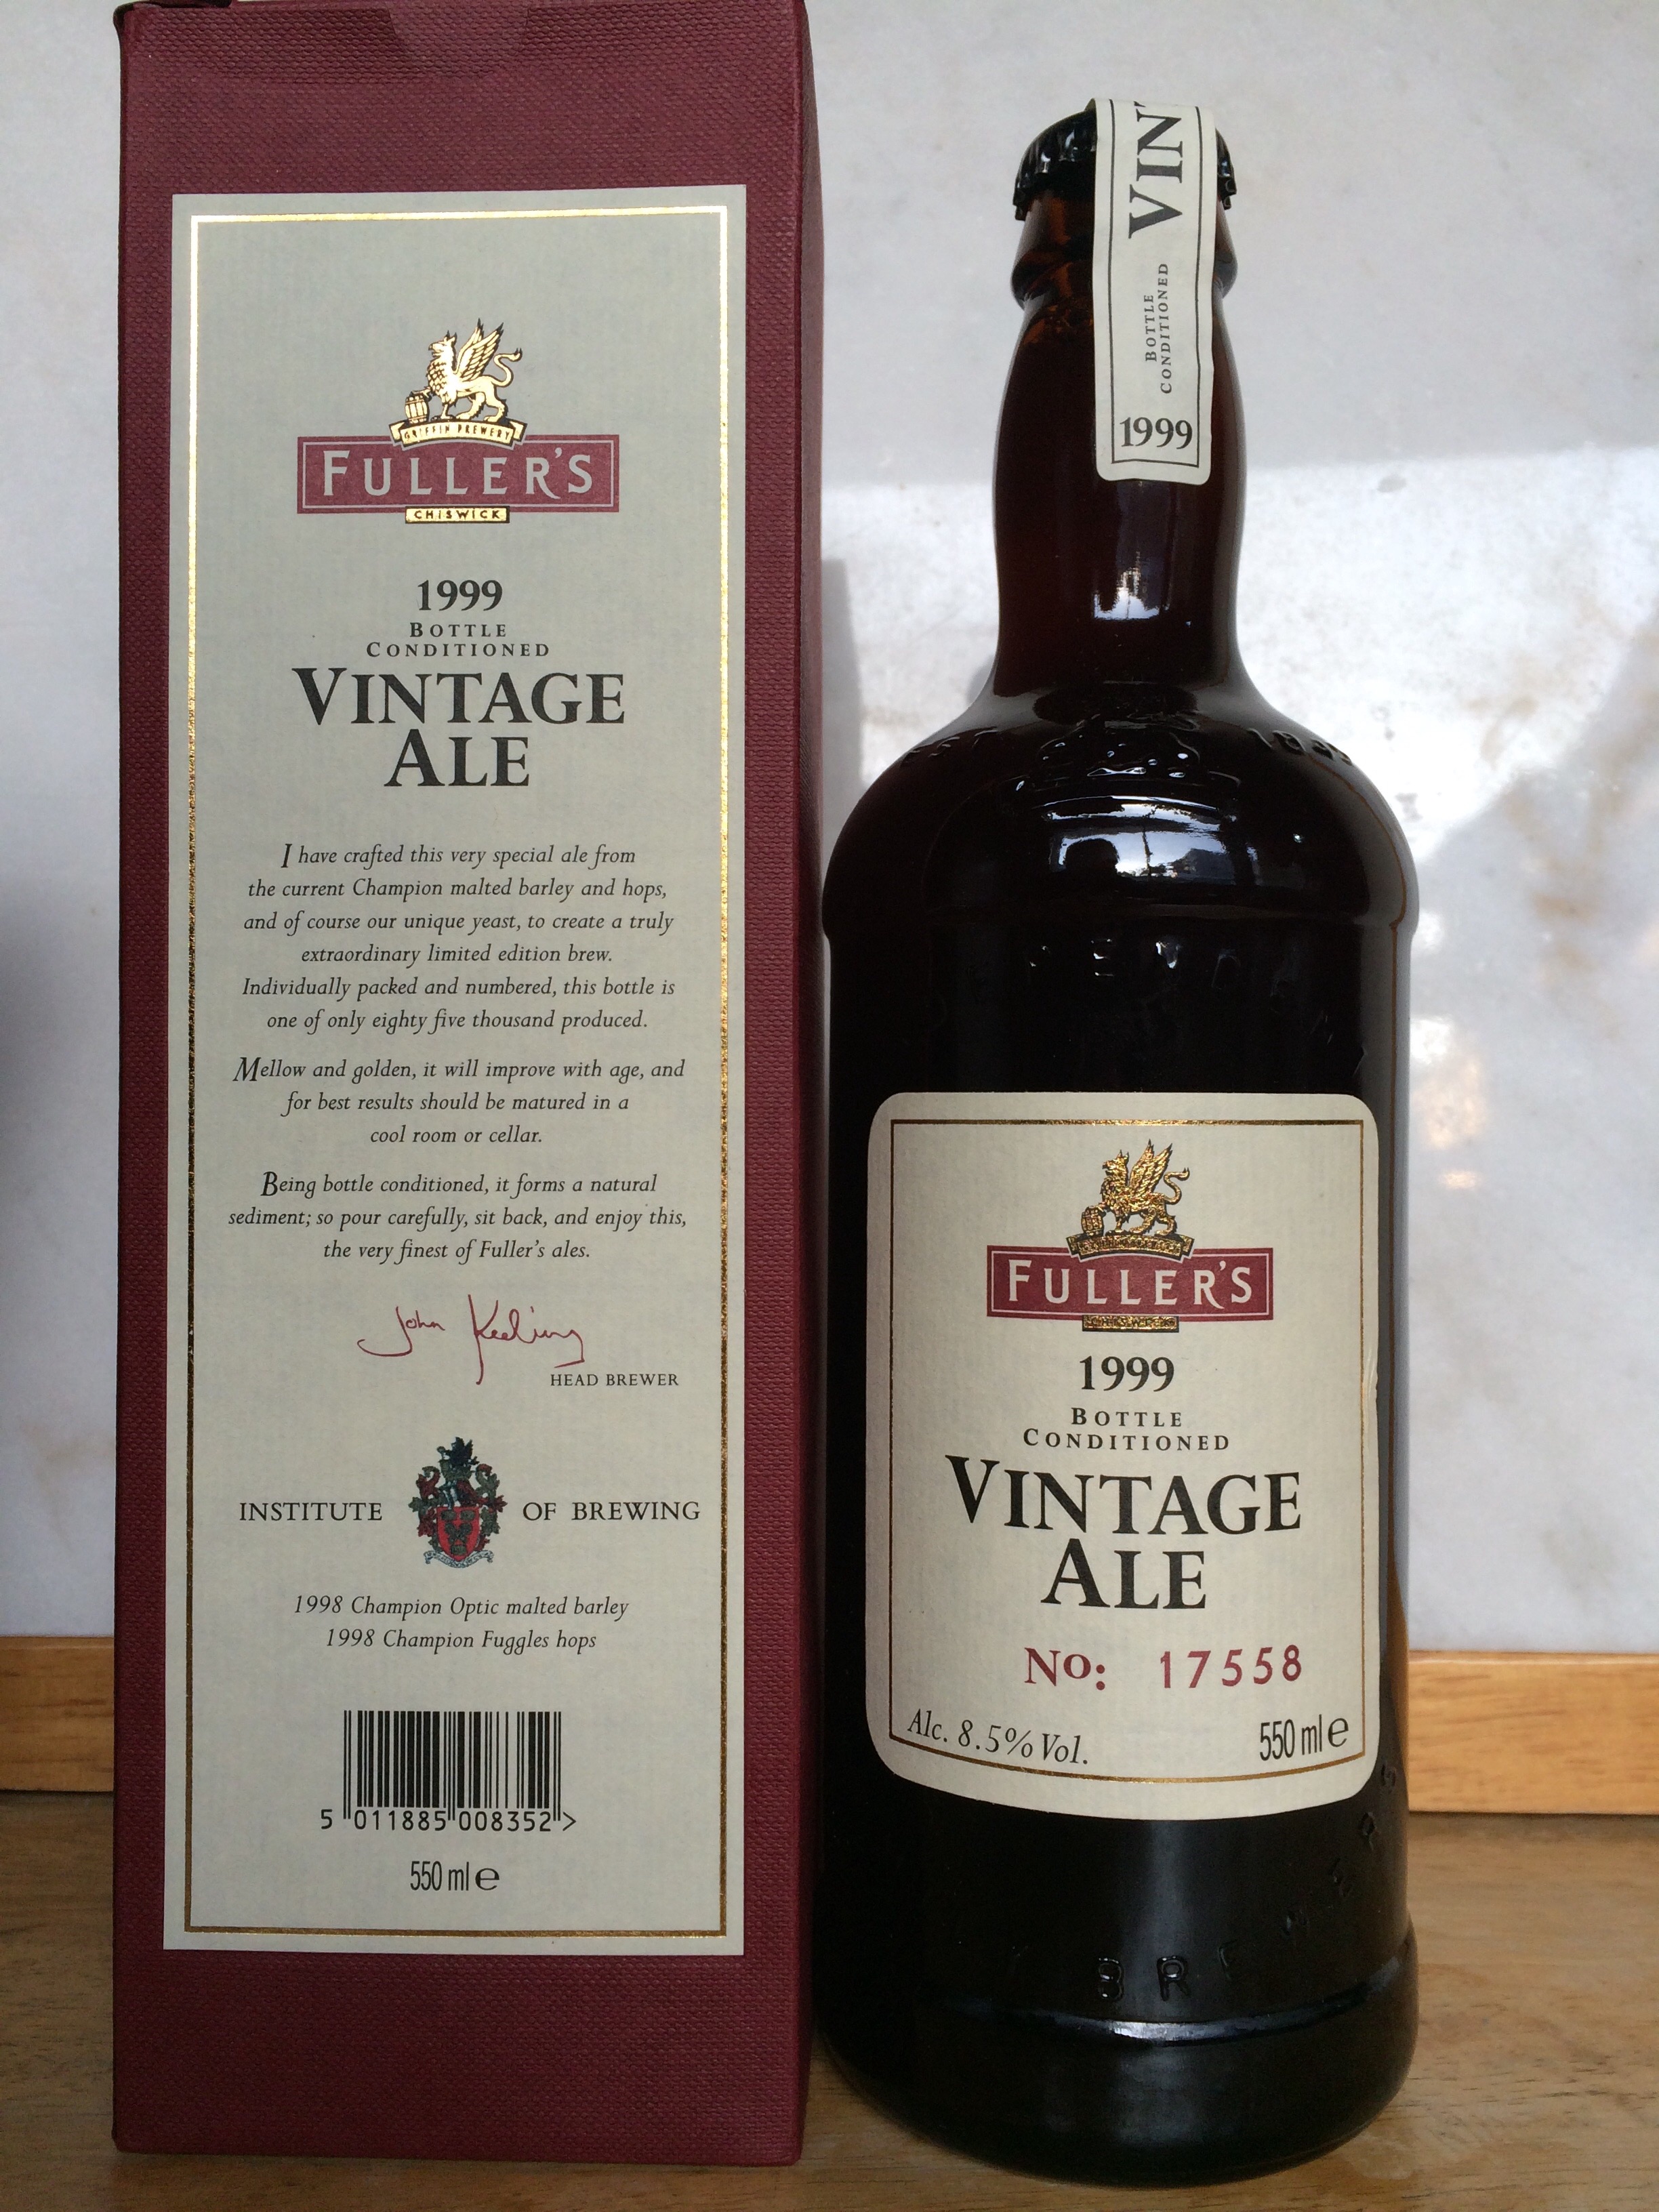 GRIFFIN BREWERY
FULLER'S
CHISWICK
1999
BOTTLE
CONDITIONED
VINTAGE
ALE
I have crafted this very special ale from
the current Champion malted barley and hops,
and of course our unique yeast, to create a truly
extraordinary limited edition brew.
Individually packed and numbered, this bottle is
one of only eighty five thousand produced.
Mellow and golden, it will improve with age, and
for best results should be matured in a
cool room or cellar.
Being bottle conditioned, it forms a natural
sediment; so pour carefully, sit back, and enjoy this,
the very finest of Fuller's ales.
John Keeling
HEAD BREWER
INSTITUTE OF BREWING
1998 Champion Optic malted barley
1998 Champion Fuggles hops
5 011885 008352 >
550 ml e
VINT
BOTTLE
CONDITIONED
1999
FULLER'S
CHISWICK
1999
BOTTLE
CONDITIONED
VINTAGE
ALE
No: 17558
Alc. 8.5% Vol. 550 ml e